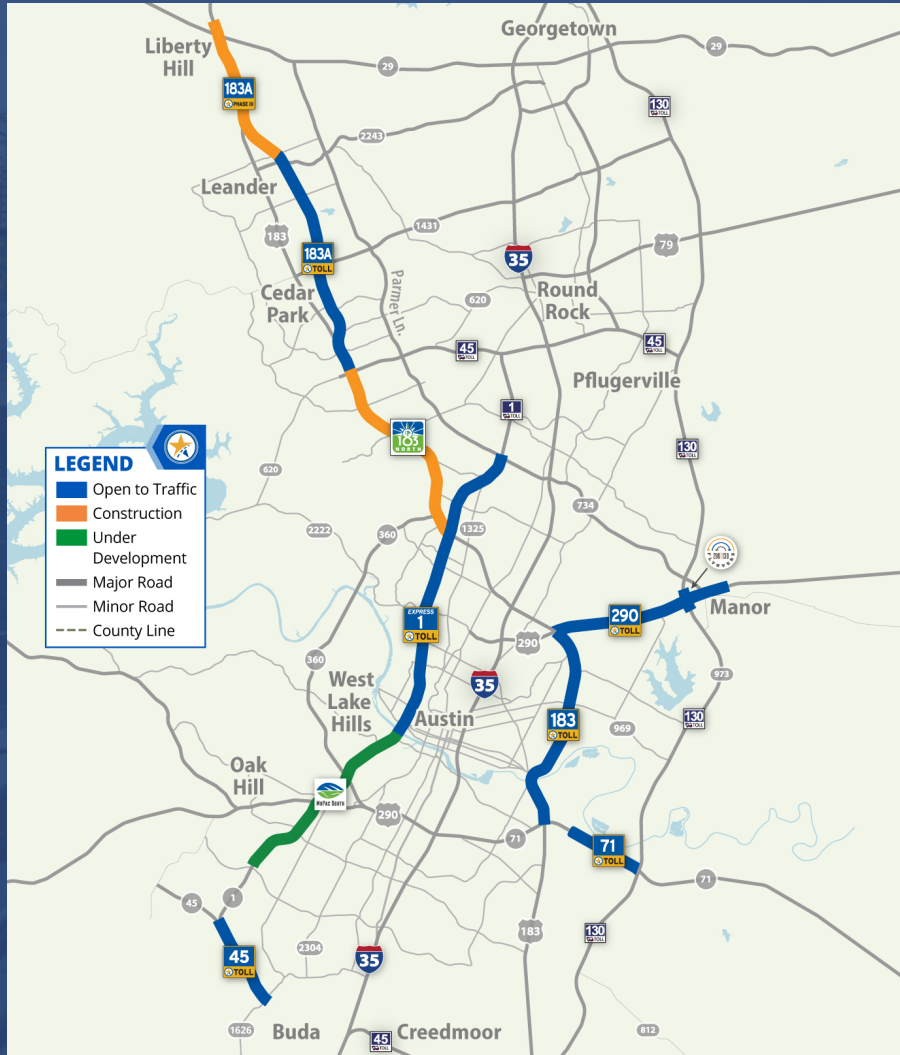 Georgetown
Liberty
Hill
29
29
183A
PHASE III
130
TOLL
2243
Leander
183
1431
79
183A
TOLL
35
Parmer Ln.
Cedar
Park
620
Round
Rock
45
TOLL
45
TOLL
Pflugerville
1
TOLL
183
NORTH
130
TOLL
LEGEND
Open to Traffic
Construction
Under
Development
Major Road
Minor Road
County Line
620
734
2222
360
1325
Manor
EXPRESS
1
TOLL
290
TOLL
290
360
35
973
West
Lake
Hills
Austin
183
TOLL
969
130
TOLL
Oak
Hill
MoPac South
290
71
71
TOLL
71
45
1
183
130
TOLL
45
TOLL
2304
35
1626
Buda
45
TOLL
Creedmoor
812